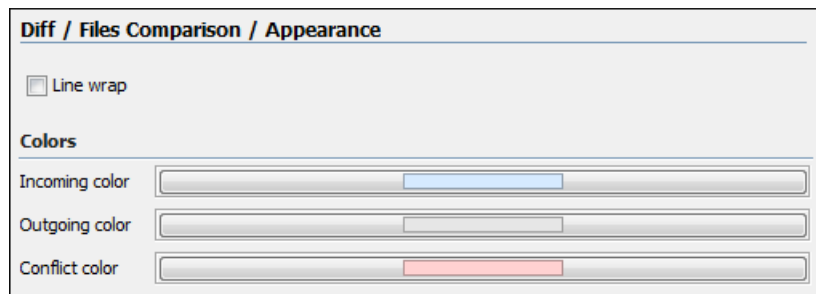 Diff / Files Comparison / Appearance
Line wrap
Colors
Incoming color
Outgoing color
Conflict color